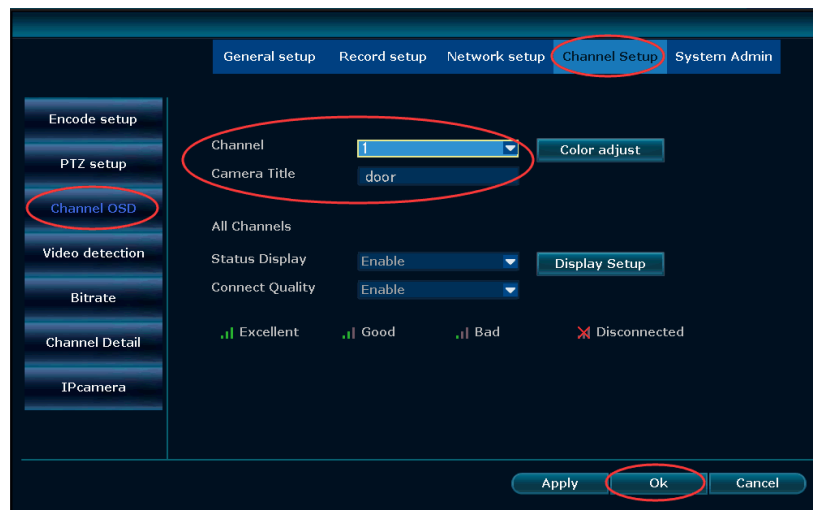 General setup Record setup Network setup Channel Setup System Admin
Encode setup
PTZ setup
Channel OSD
Video detection
Bitrate
Channel Detail
IPcamera
Channel 1 Color adjust
Camera Title door
All Channels
Status Display Enable Display Setup
Connect Quality Enable
Excellent Good Bad Disconnected
Apply Ok Cancel